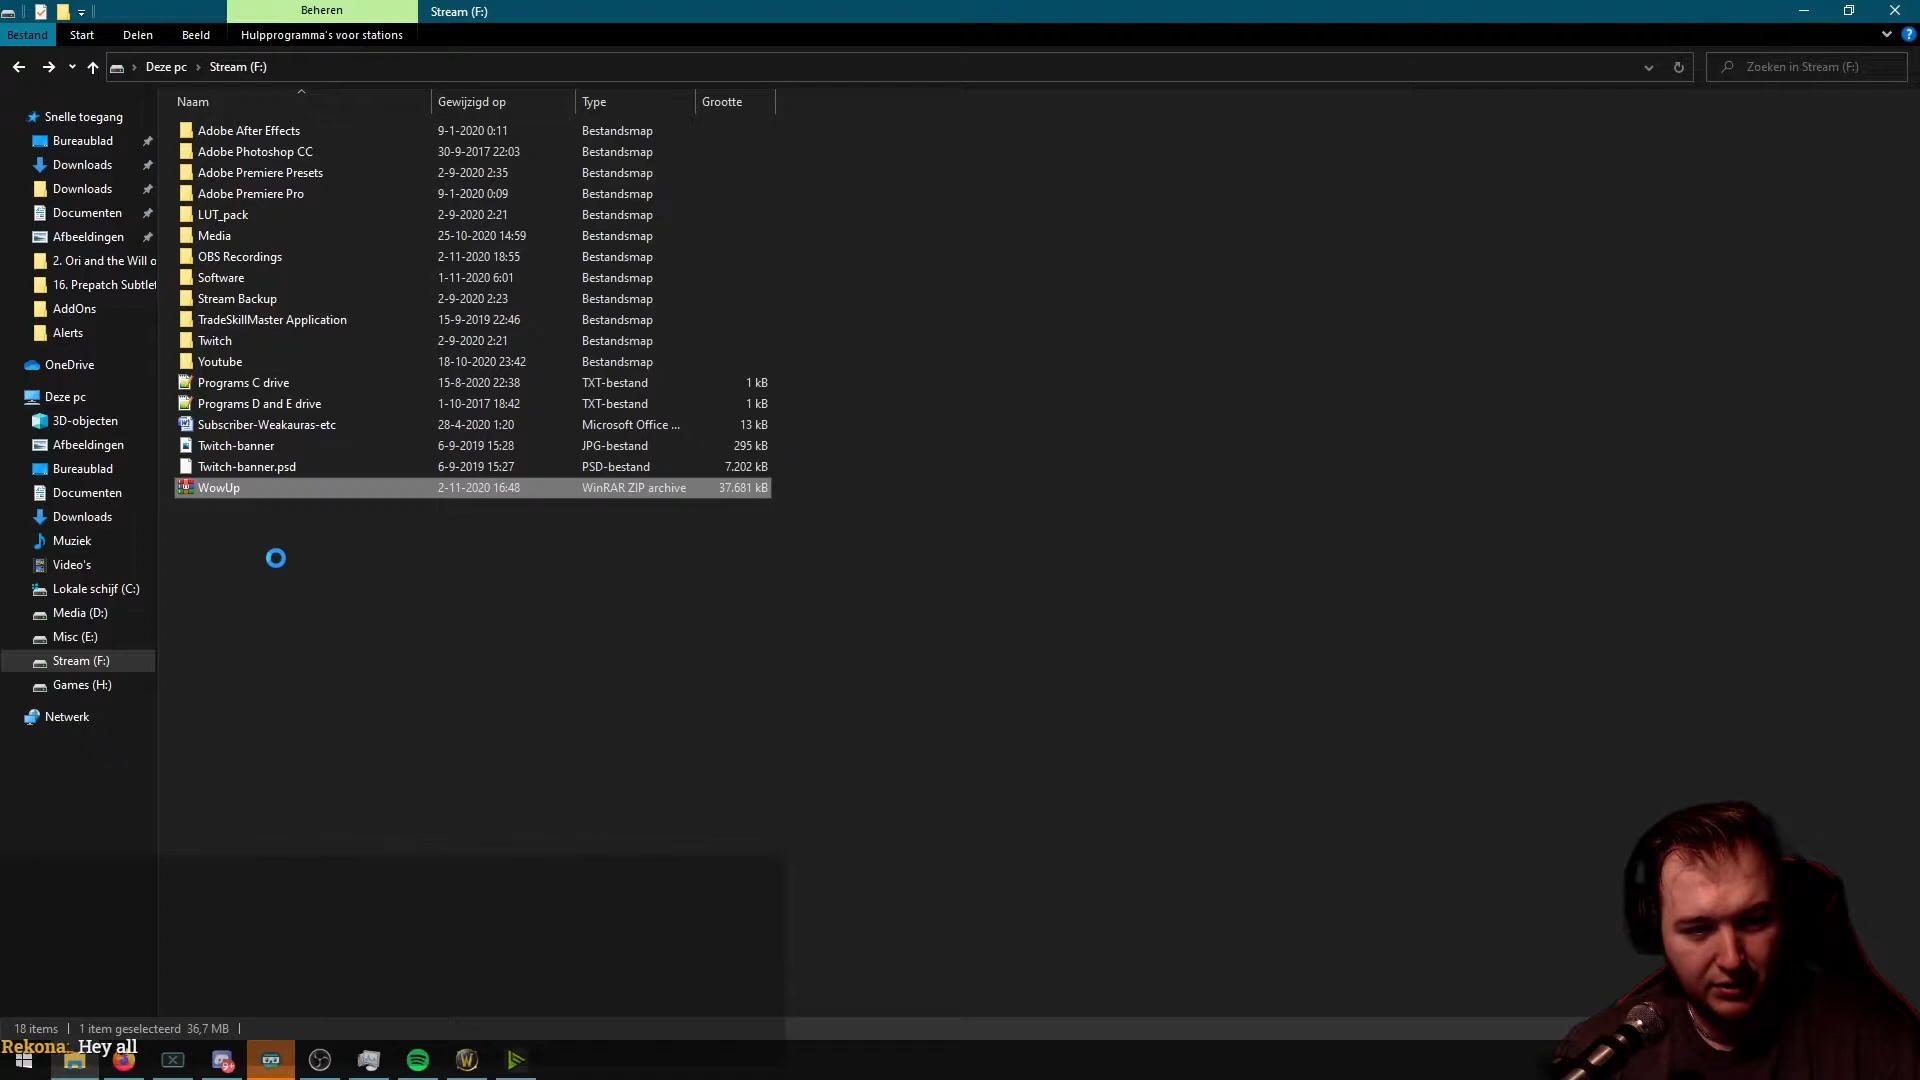 Beheren
Stream (F:)
Bestand
Start
Delen
Beeld
Hulpprogramma's voor stations
Deze pc
Stream (F:)
Zoeken in Stream (F:)
Naam
Gewijzigd op
Type
Grootte
Snelle toegang
Bureaublad
Downloads
Downloads
Documenten
Afbeeldingen
2. Ori and the Will o
16. Prepatch Subtlet
AddOns
Alerts
OneDrive
Deze pc
3D-objecten
Afbeeldingen
Bureaublad
Documenten
Downloads
Muziek
Video's
Lokale schijf (C:)
Media (D:)
Misc (E:)
Stream (F:)
Games (H:)
Netwerk
Adobe After Effects 9-1-2020 0:11 Bestandsmap
Adobe Photoshop CC 30-9-2017 22:03 Bestandsmap
Adobe Premiere Presets 2-9-2020 2:35 Bestandsmap
Adobe Premiere Pro 9-1-2020 0:09 Bestandsmap
LUT_pack 2-9-2020 2:21 Bestandsmap
Media 25-10-2020 14:59 Bestandsmap
OBS Recordings 2-11-2020 18:55 Bestandsmap
Software 1-11-2020 6:01 Bestandsmap
Stream Backup 2-9-2020 2:23 Bestandsmap
TradeSkillMaster Application 15-9-2019 22:46 Bestandsmap
Twitch 2-9-2020 2:21 Bestandsmap
Youtube 18-10-2020 23:42 Bestandsmap
Programs C drive 15-8-2020 22:38 TXT-bestand 1 kB
Programs D and E drive 1-10-2017 18:42 TXT-bestand 1 kB
Subscriber-Weakauras-etc 28-4-2020 1:20 Microsoft Office ... 13 kB
Twitch-banner 6-9-2019 15:28 JPG-bestand 295 kB
Twitch-banner.psd 6-9-2019 15:27 PSD-bestand 7.202 kB
WowUp 2-11-2020 16:48 WinRAR ZIP archive 37.681 kB
18 items
1 item geselecteerd 36,7 MB
Rekona: Hey all
9+